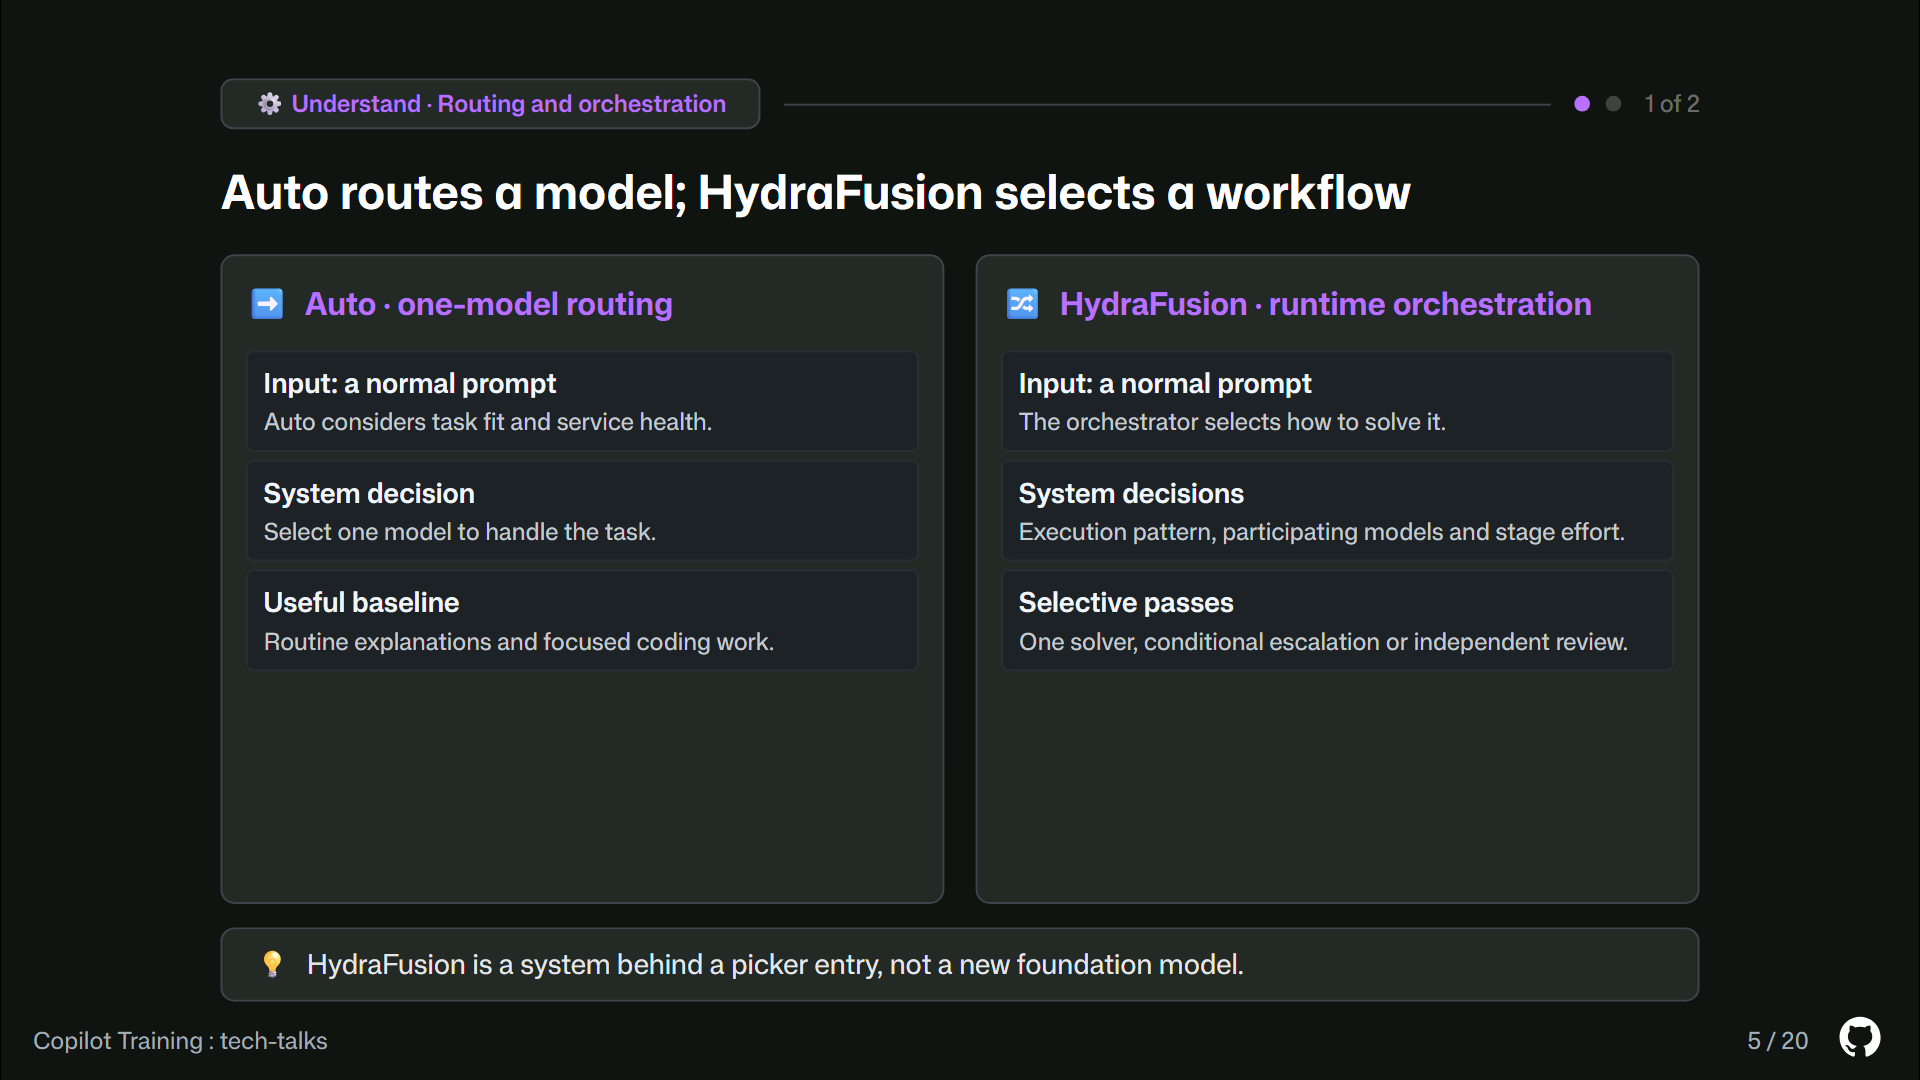 Understand · Routing and orchestration
1 of 2
Auto routes a model; HydraFusion selects a workflow
Auto · one-model routing
Input: a normal prompt
Auto considers task fit and service health.
System decision
Select one model to handle the task.
Useful baseline
Routine explanations and focused coding work.
HydraFusion · runtime orchestration
Input: a normal prompt
The orchestrator selects how to solve it.
System decisions
Execution pattern, participating models and stage effort.
Selective passes
One solver, conditional escalation or independent review.
HydraFusion is a system behind a picker entry, not a new foundation model.
Copilot Training : tech-talks
5 / 20